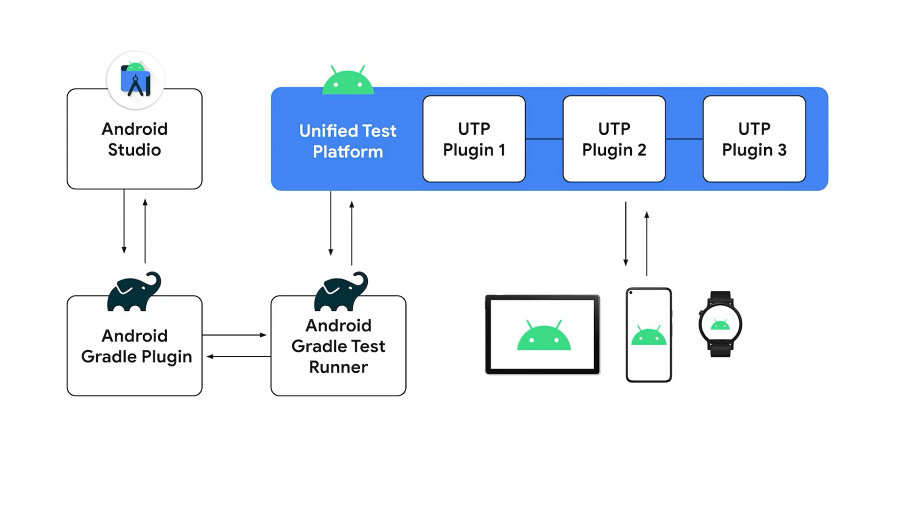 Android
Studio
Unified Test
Platform
UTP
Plugin 1
UTP
Plugin 2
UTP
Plugin 3
Android
Gradle Plugin
Android
Gradle Test
Runner